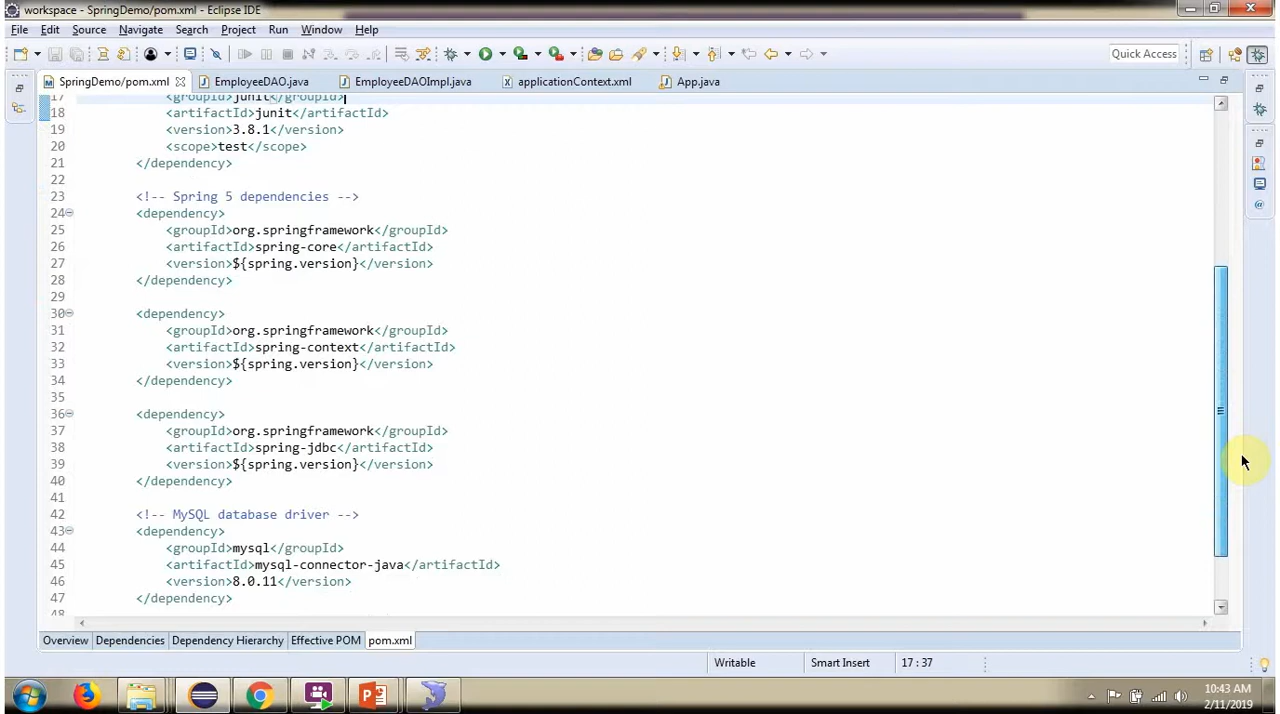 workspace - SpringDemo/pom.xml - Eclipse IDE
File Edit Source Navigate Search Project Run Window Help
Quick Access
SpringDemo/pom.xml EmployeeDAO.java EmployeeDAOImpl.java applicationContext.xml App.java
17 <groupId>junit</groupId>
18 <artifactId>junit</artifactId>
19 <version>3.8.1</version>
20 <scope>test</scope>
21 </dependency>
22
23 <!-- Spring 5 dependencies -->
24 <dependency>
25 <groupId>org.springframework</groupId>
26 <artifactId>spring-core</artifactId>
27 <version>${spring.version}</version>
28 </dependency>
29
30 <dependency>
31 <groupId>org.springframework</groupId>
32 <artifactId>spring-context</artifactId>
33 <version>${spring.version}</version>
34 </dependency>
35
36 <dependency>
37 <groupId>org.springframework</groupId>
38 <artifactId>spring-jdbc</artifactId>
39 <version>${spring.version}</version>
40 </dependency>
41
42 <!-- MySQL database driver -->
43 <dependency>
44 <groupId>mysql</groupId>
45 <artifactId>mysql-connector-java</artifactId>
46 <version>8.0.11</version>
47 </dependency>
48
Overview Dependencies Dependency Hierarchy Effective POM pom.xml
Writable Smart Insert 17 : 37
10:43 AM
2/11/2019